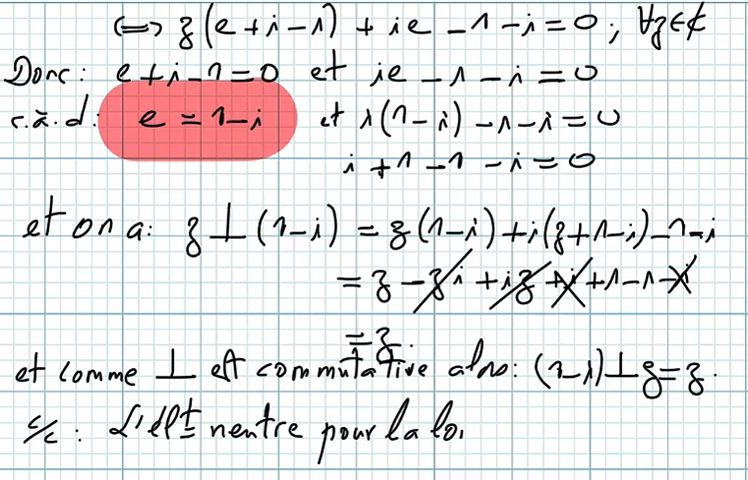 ⟺ z(e+i-1) + ie -1-i=0 ; ∀z∈ℂ
Donc: e+i-1=0 et ie-1-i=0
c.à.d: e=1-i et i(1-i)-1-i=0
i+1-1-i=0
et on a: z⊥(1-i) = z(1-i)+i(z+1-i)-1-i
= z-zi+iz+i+1-1-i
=z.
et comme ⊥ est commutative alors: (1-i)⊥z=z.
c/c: L'élt neutre pour la loi